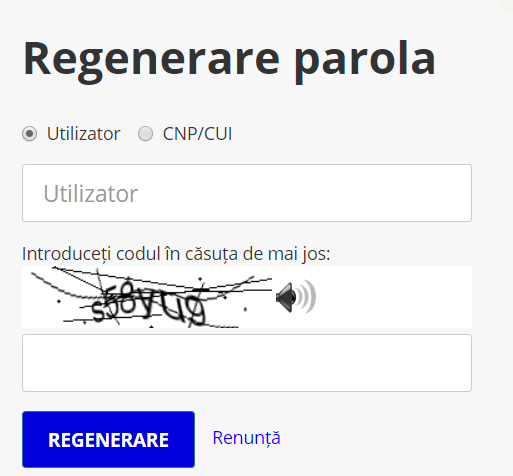 Regenerare parola
Utilizator CNP/CUI
Utilizator
Introduceți codul în căsuța de mai jos:
REGENERARE Renunță